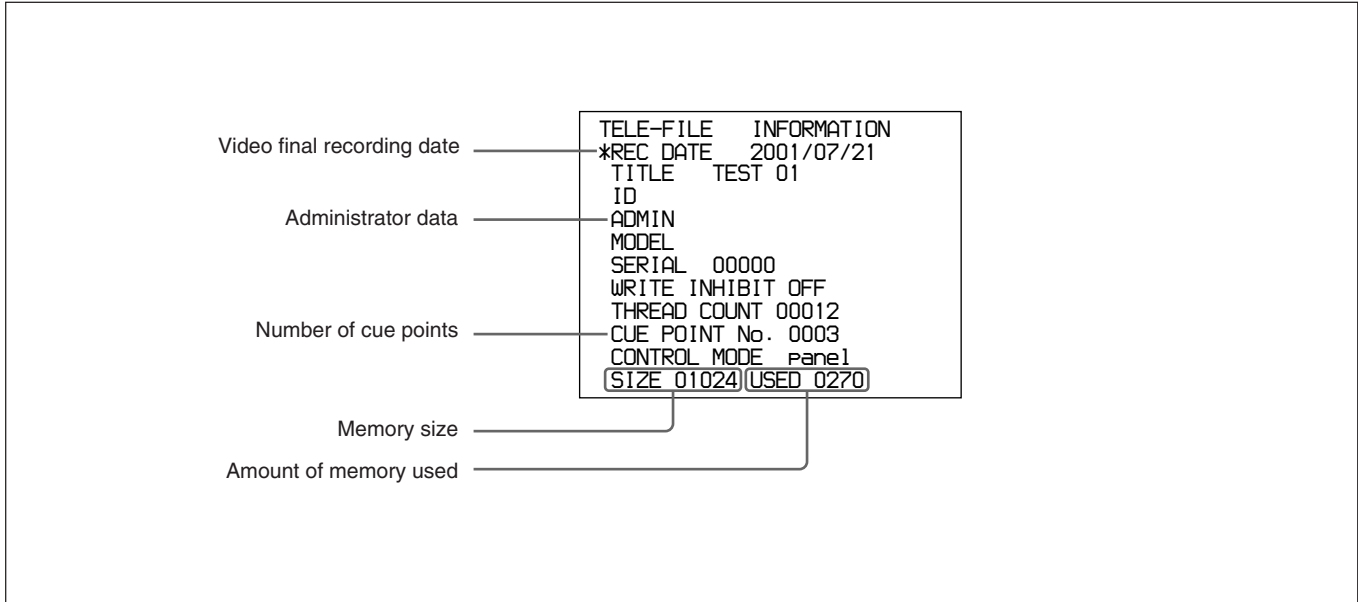 TELE-FILE INFORMATION
Video final recording date
*REC DATE 2001/07/21
TITLE TEST 01
ID
Administrator data
ADMIN
MODEL
SERIAL 00000
WRITE INHIBIT OFF
THREAD COUNT 00012
Number of cue points
CUE POINT No. 0003
CONTROL MODE panel
SIZE 01024 USED 0270
Memory size
Amount of memory used